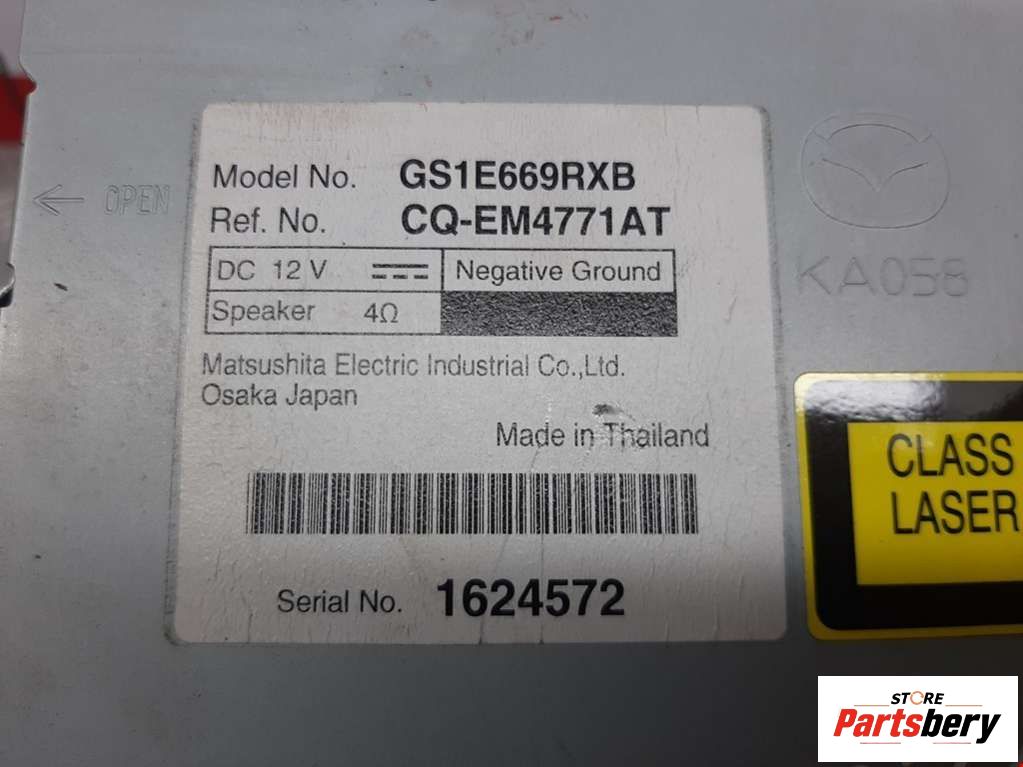 Model No. GS1E669RXB
Ref. No. CQ-EM4771AT
DC 12 V Negative Ground
Speaker 4Ω
Matsushita Electric Industrial Co.,Ltd.
Osaka Japan
Made in Thailand
Serial No. 1624572
← OPEN
KA058
CLASS
LASER
STORE
Partsbery